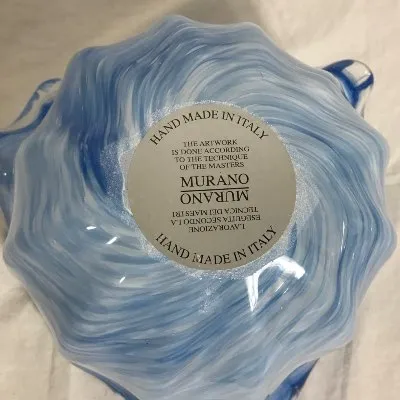 HAND MADE IN ITALY
THE ARTWORK
IS DONE ACCORDING
TO THE TECHNIQUE
OF THE MASTERS
MURANO
MURANO
LAVORAZIONE
ESEGUITA SECONDO LA
TECNICA DEI MAESTRI
HAND MADE IN ITALY